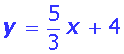 y = 5/3 x + 4